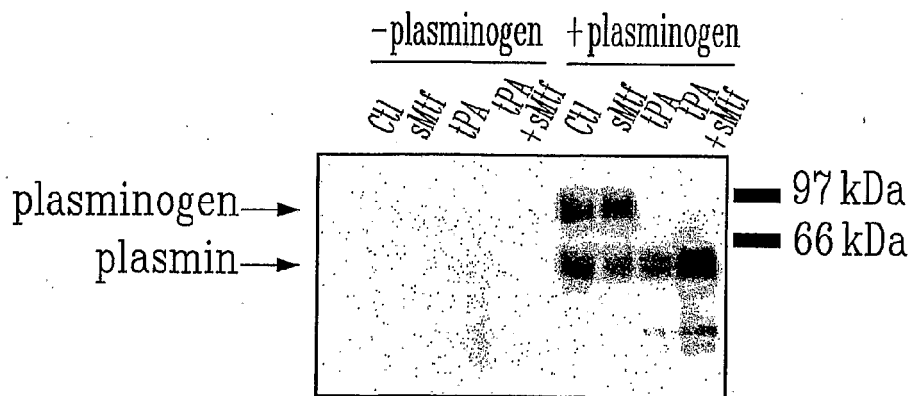 −plasminogen +plasminogen
Ctl sMtf tPA tPA + sMtf Ctl sMtf tPA tPA + sMtf
plasminogen 97 kDa
66 kDa
plasmin